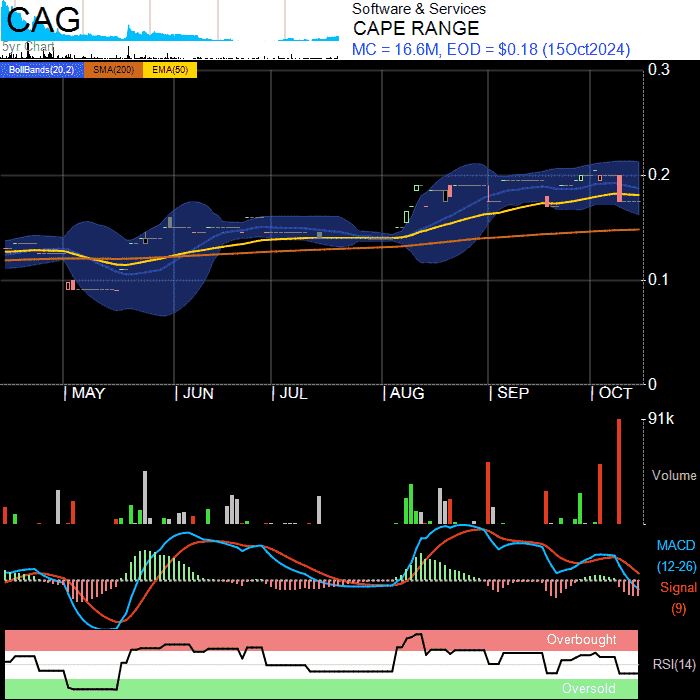 CAG
5yr Chart
Software & Services
CAPE RANGE
MC = 16.6M, EOD = $0.18 (15Oct2024)
BollBands(20,2) SMA(200) EMA(50)
0.3
0.2
0.1
0
| MAY | JUN | JUL | AUG | SEP | OCT
91k
Volume
MACD
(12-26)
Signal
(9)
Overbought
RSI(14)
Oversold